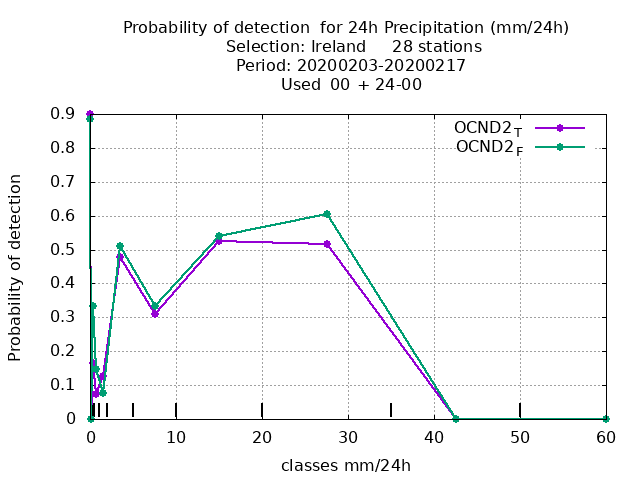 Probability of detection for 24h Precipitation (mm/24h)
Selection: Ireland 28 stations
Period: 20200203-20200217
Used 00 + 24-00
OCND2T
OCND2F
Probability of detection
0.9
0.8
0.7
0.6
0.5
0.4
0.3
0.2
0.1
0
0 10 20 30 40 50 60
classes mm/24h